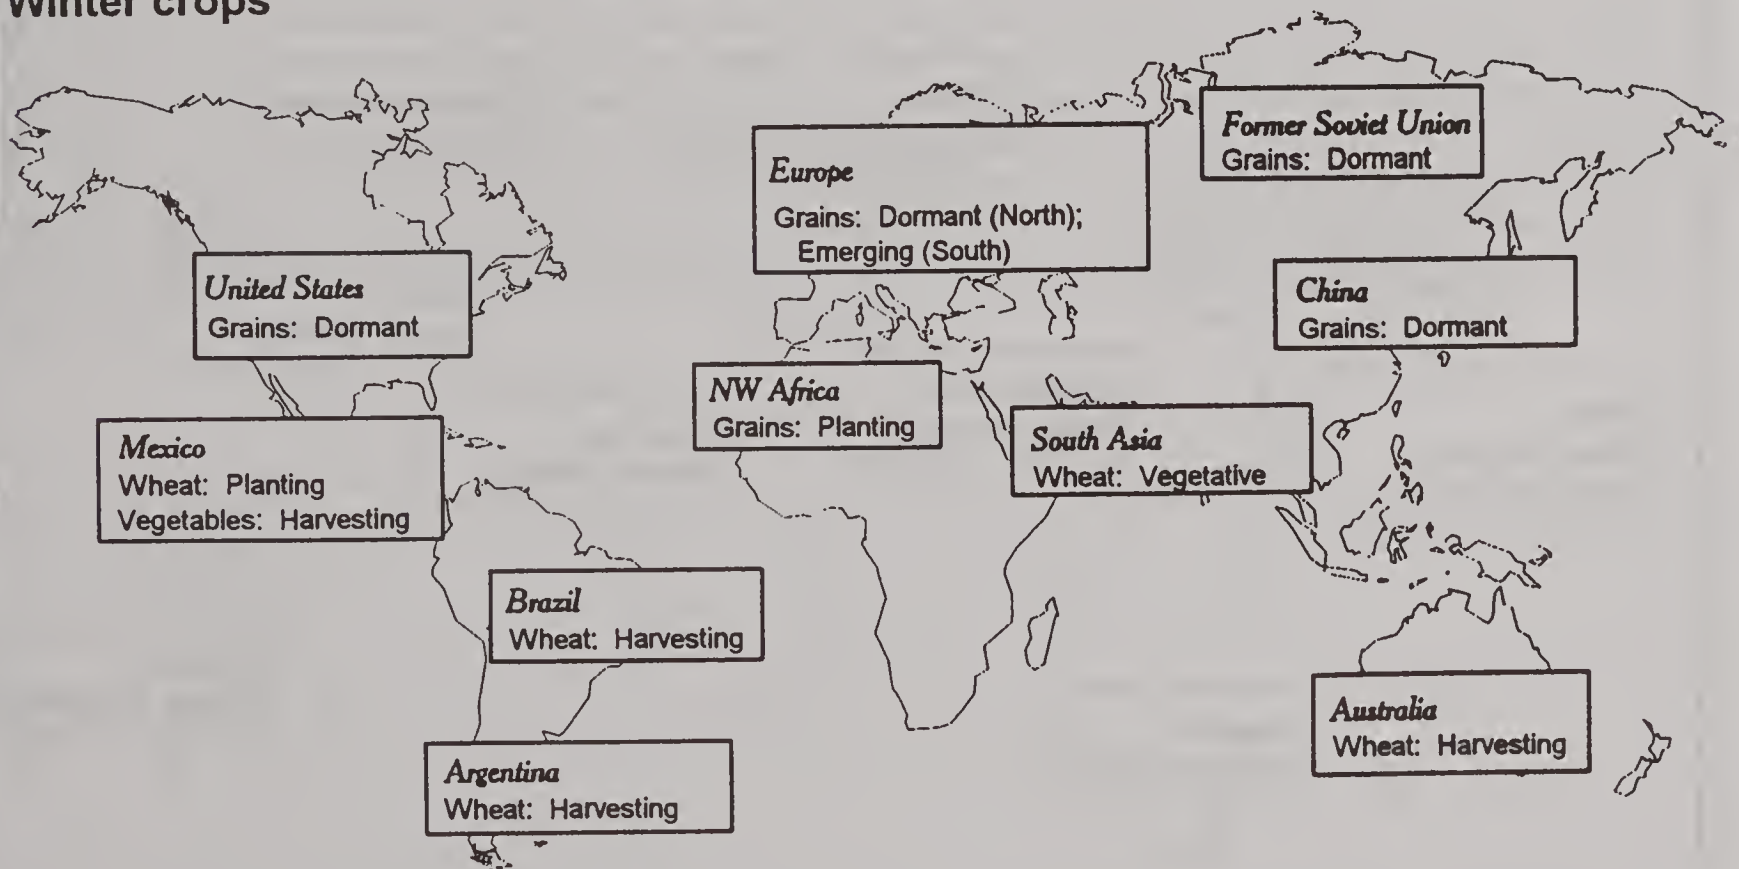 Winter crops
Former Soviet Union
Grains: Dormant
Europe
Grains: Dormant (North);
Emerging (South)
United States
Grains: Dormant
China
Grains: Dormant
NW Africa
Grains: Planting
South Asia
Wheat: Vegetative
Mexico
Wheat: Planting
Vegetables: Harvesting
Brazil
Wheat: Harvesting
Australia
Wheat: Harvesting
Argentina
Wheat: Harvesting